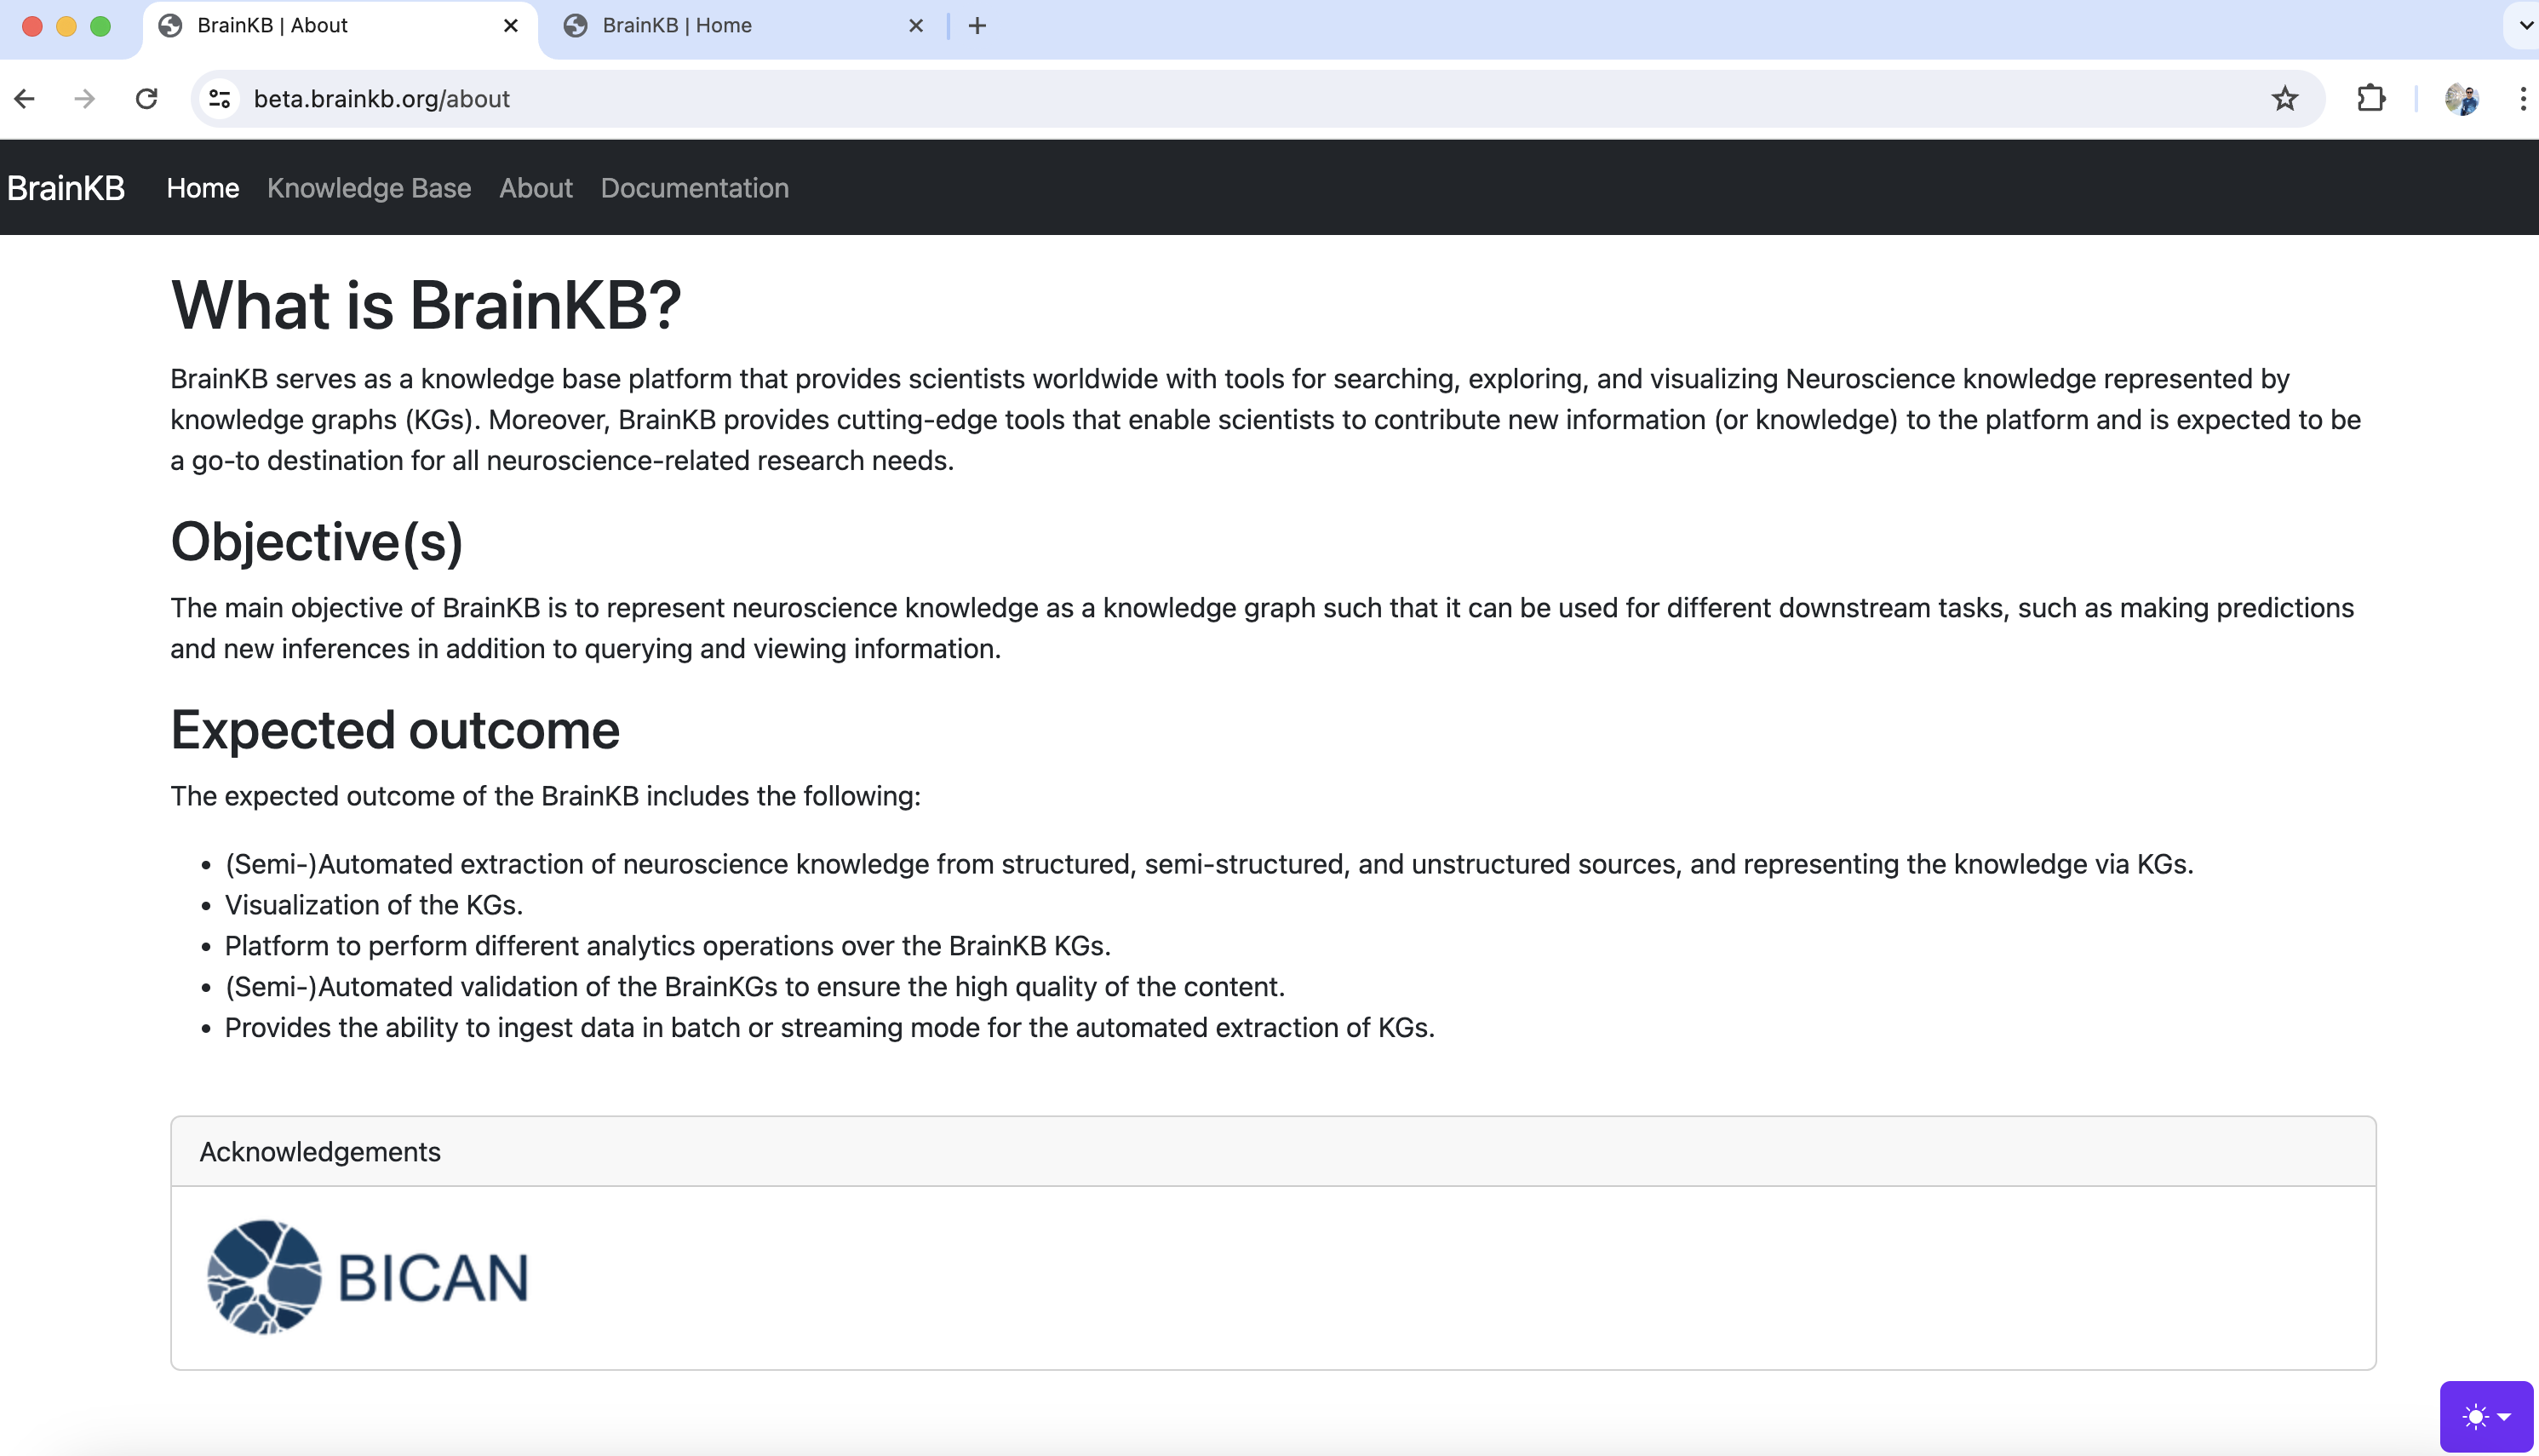 BrainKB | About
BrainKB | Home
beta.brainkb.org/about
BrainKB Home Knowledge Base About Documentation
What is BrainKB?
BrainKB serves as a knowledge base platform that provides scientists worldwide with tools for searching, exploring, and visualizing Neuroscience knowledge represented by
knowledge graphs (KGs). Moreover, BrainKB provides cutting-edge tools that enable scientists to contribute new information (or knowledge) to the platform and is expected to be
a go-to destination for all neuroscience-related research needs.
Objective(s)
The main objective of BrainKB is to represent neuroscience knowledge as a knowledge graph such that it can be used for different downstream tasks, such as making predictions
and new inferences in addition to querying and viewing information.
Expected outcome
The expected outcome of the BrainKB includes the following:
• (Semi-)Automated extraction of neuroscience knowledge from structured, semi-structured, and unstructured sources, and representing the knowledge via KGs.
• Visualization of the KGs.
• Platform to perform different analytics operations over the BrainKB KGs.
• (Semi-)Automated validation of the BrainKGs to ensure the high quality of the content.
• Provides the ability to ingest data in batch or streaming mode for the automated extraction of KGs.
Acknowledgements
BICAN